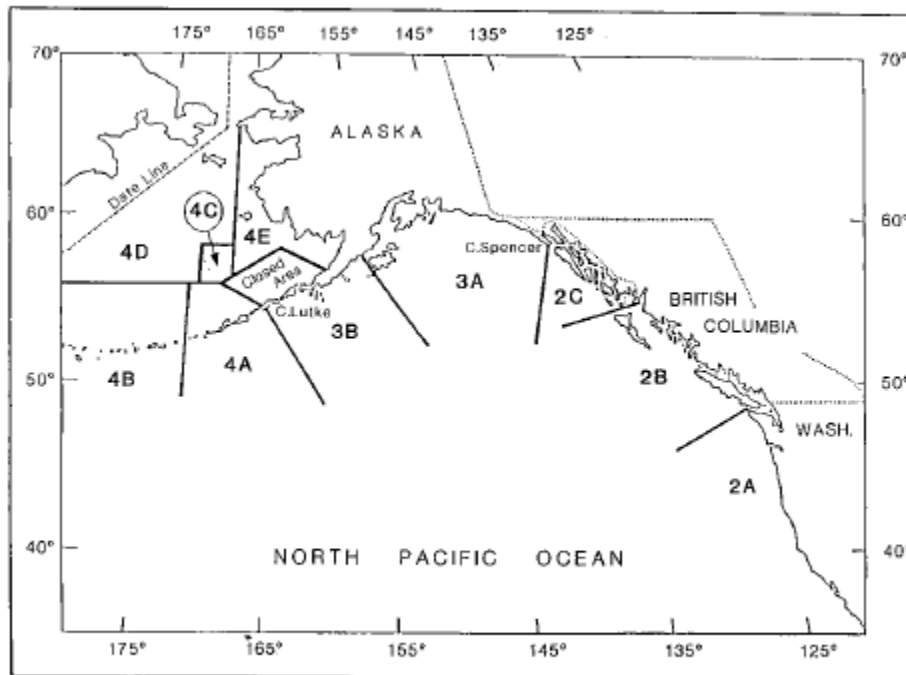 175° 165° 155° 145° 135° 125°
70° 70°
ALASKA
Date Line
60° 60°
4C
4E
4D
C.Spencer
Closed Area
3A
2C
BRITISH
COLUMBIA
C.Lutke
3B
4A
4B
50° 50°
2B
WASH.
2A
40° 40°
NORTH PACIFIC OCEAN
175° 165° 155° 145° 135° 125°